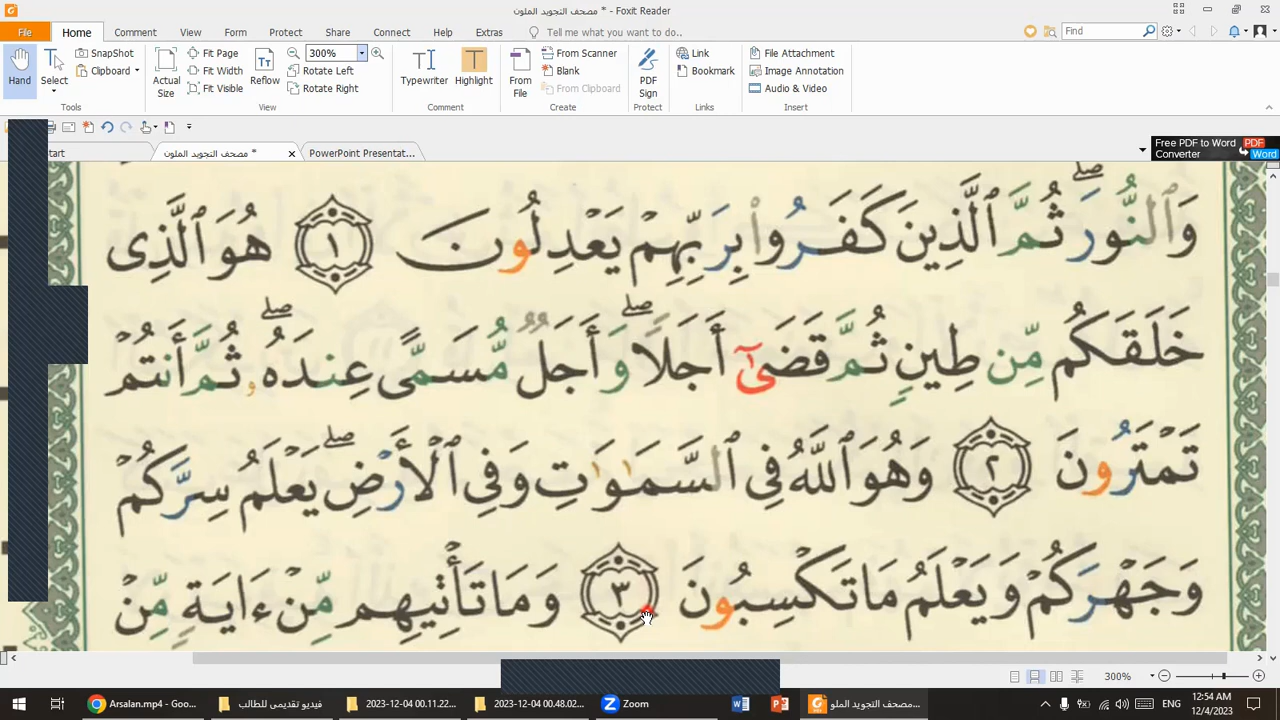 مصحف التجويد الملون * - Foxit Reader
File Home Comment View Form Protect Share Connect Help Extras Tell me what you want to do.. Find
Hand Select SnapShot Clipboard Actual Size Fit Page Fit Width Fit Visible Reflow 300% Rotate Left Rotate Right Typewriter Highlight From File From Scanner Blank From Clipboard PDF Sign Link Bookmark File Attachment Image Annotation Audio & Video
Tools View Comment Create Protect Links Insert
tart مصحف التجويد الملون * PowerPoint Presentat... Free PDF to Word Converter PDF Word
وَٱلنُّورَ ۖ ثُمَّ ٱلَّذِينَ كَفَرُوا۟ بِرَبِّهِمْ يَعْدِلُونَ ١ هُوَ ٱلَّذِى
خَلَقَكُم مِّن طِينٍ ثُمَّ قَضَىٰٓ أَجَلًا ۖ وَأَجَلٌ مُّسَمًّى عِندَهُۥ ۖ ثُمَّ أَنتُمْ
تَمْتَرُونَ ٢ وَهُوَ ٱللَّهُ فِى ٱلسَّمَـٰوَٰتِ وَفِى ٱلْأَرْضِ ۖ يَعْلَمُ سِرَّكُمْ
وَجَهْرَكُمْ وَيَعْلَمُ مَا تَكْسِبُونَ ٣ وَمَا تَأْتِيهِم مِّنْ ءَايَةٍ مِّنْ
300%
Arsalan.mp4 - Goo... فيديو تقديمى للطالب 2023-12-04 00.11.22... 2023-12-04 00.48.02... Zoom مصحف التجويد الملو... ENG 12:54 AM
12/4/2023